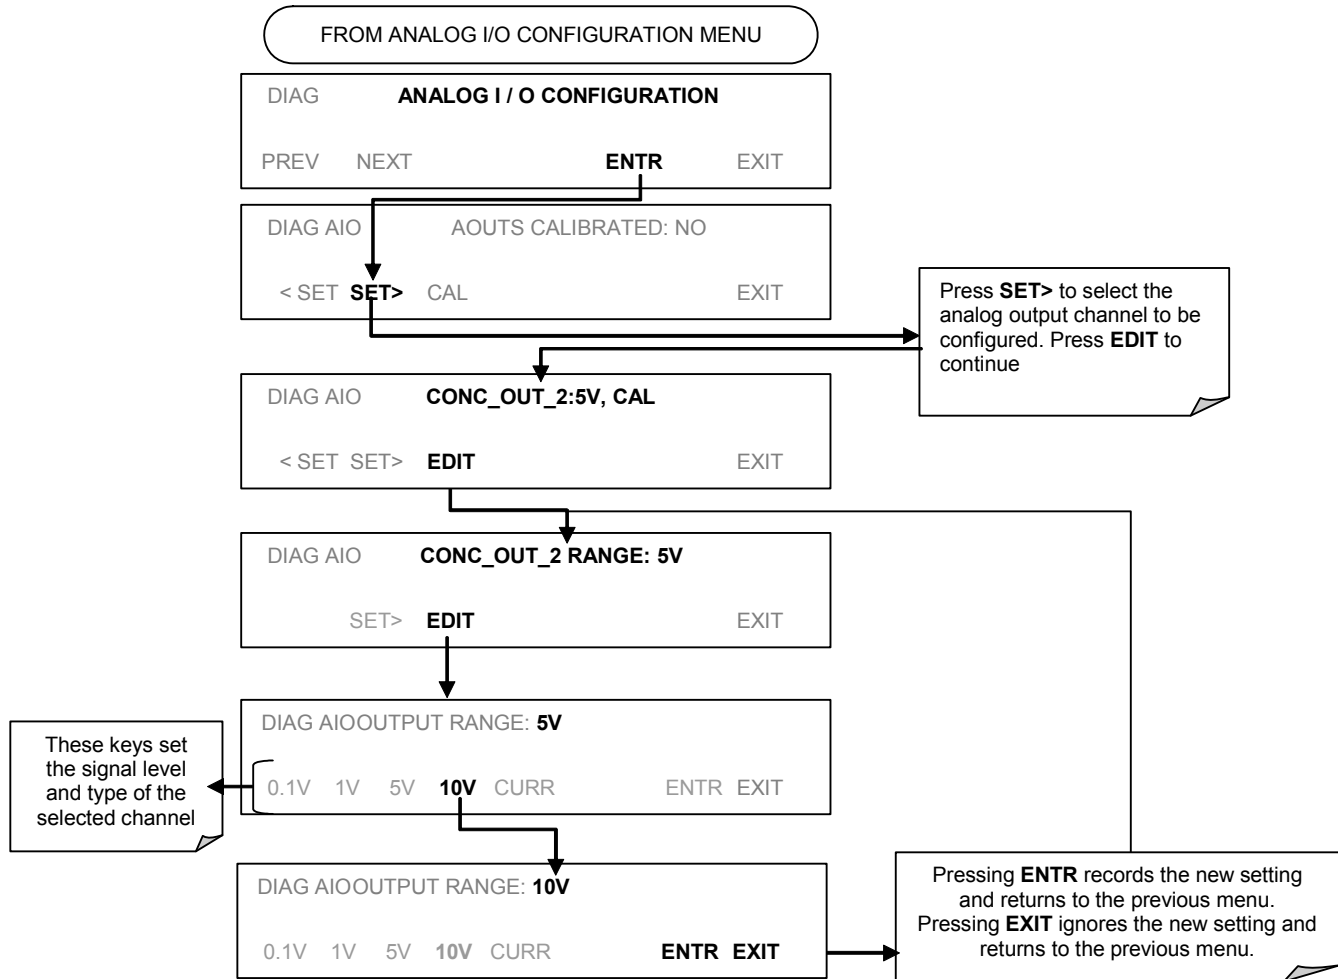 FROM ANALOG I/O CONFIGURATION MENU
DIAG ANALOG I / O CONFIGURATION
PREV NEXT ENTR EXIT
DIAG AIO AOUTS CALIBRATED: NO
< SET SET> CAL EXIT
Press SET> to select the
analog output channel to be
configured. Press EDIT to
continue
DIAG AIO CONC_OUT_2:5V, CAL
< SET SET> EDIT EXIT
DIAG AIO CONC_OUT_2 RANGE: 5V
SET> EDIT EXIT
DIAG AIOOUTPUT RANGE: 5V
0.1V 1V 5V 10V CURR ENTR EXIT
These keys set
the signal level
and type of the
selected channel
DIAG AIOOUTPUT RANGE: 10V
0.1V 1V 5V 10V CURR ENTR EXIT
Pressing ENTR records the new setting
and returns to the previous menu.
Pressing EXIT ignores the new setting and
returns to the previous menu.